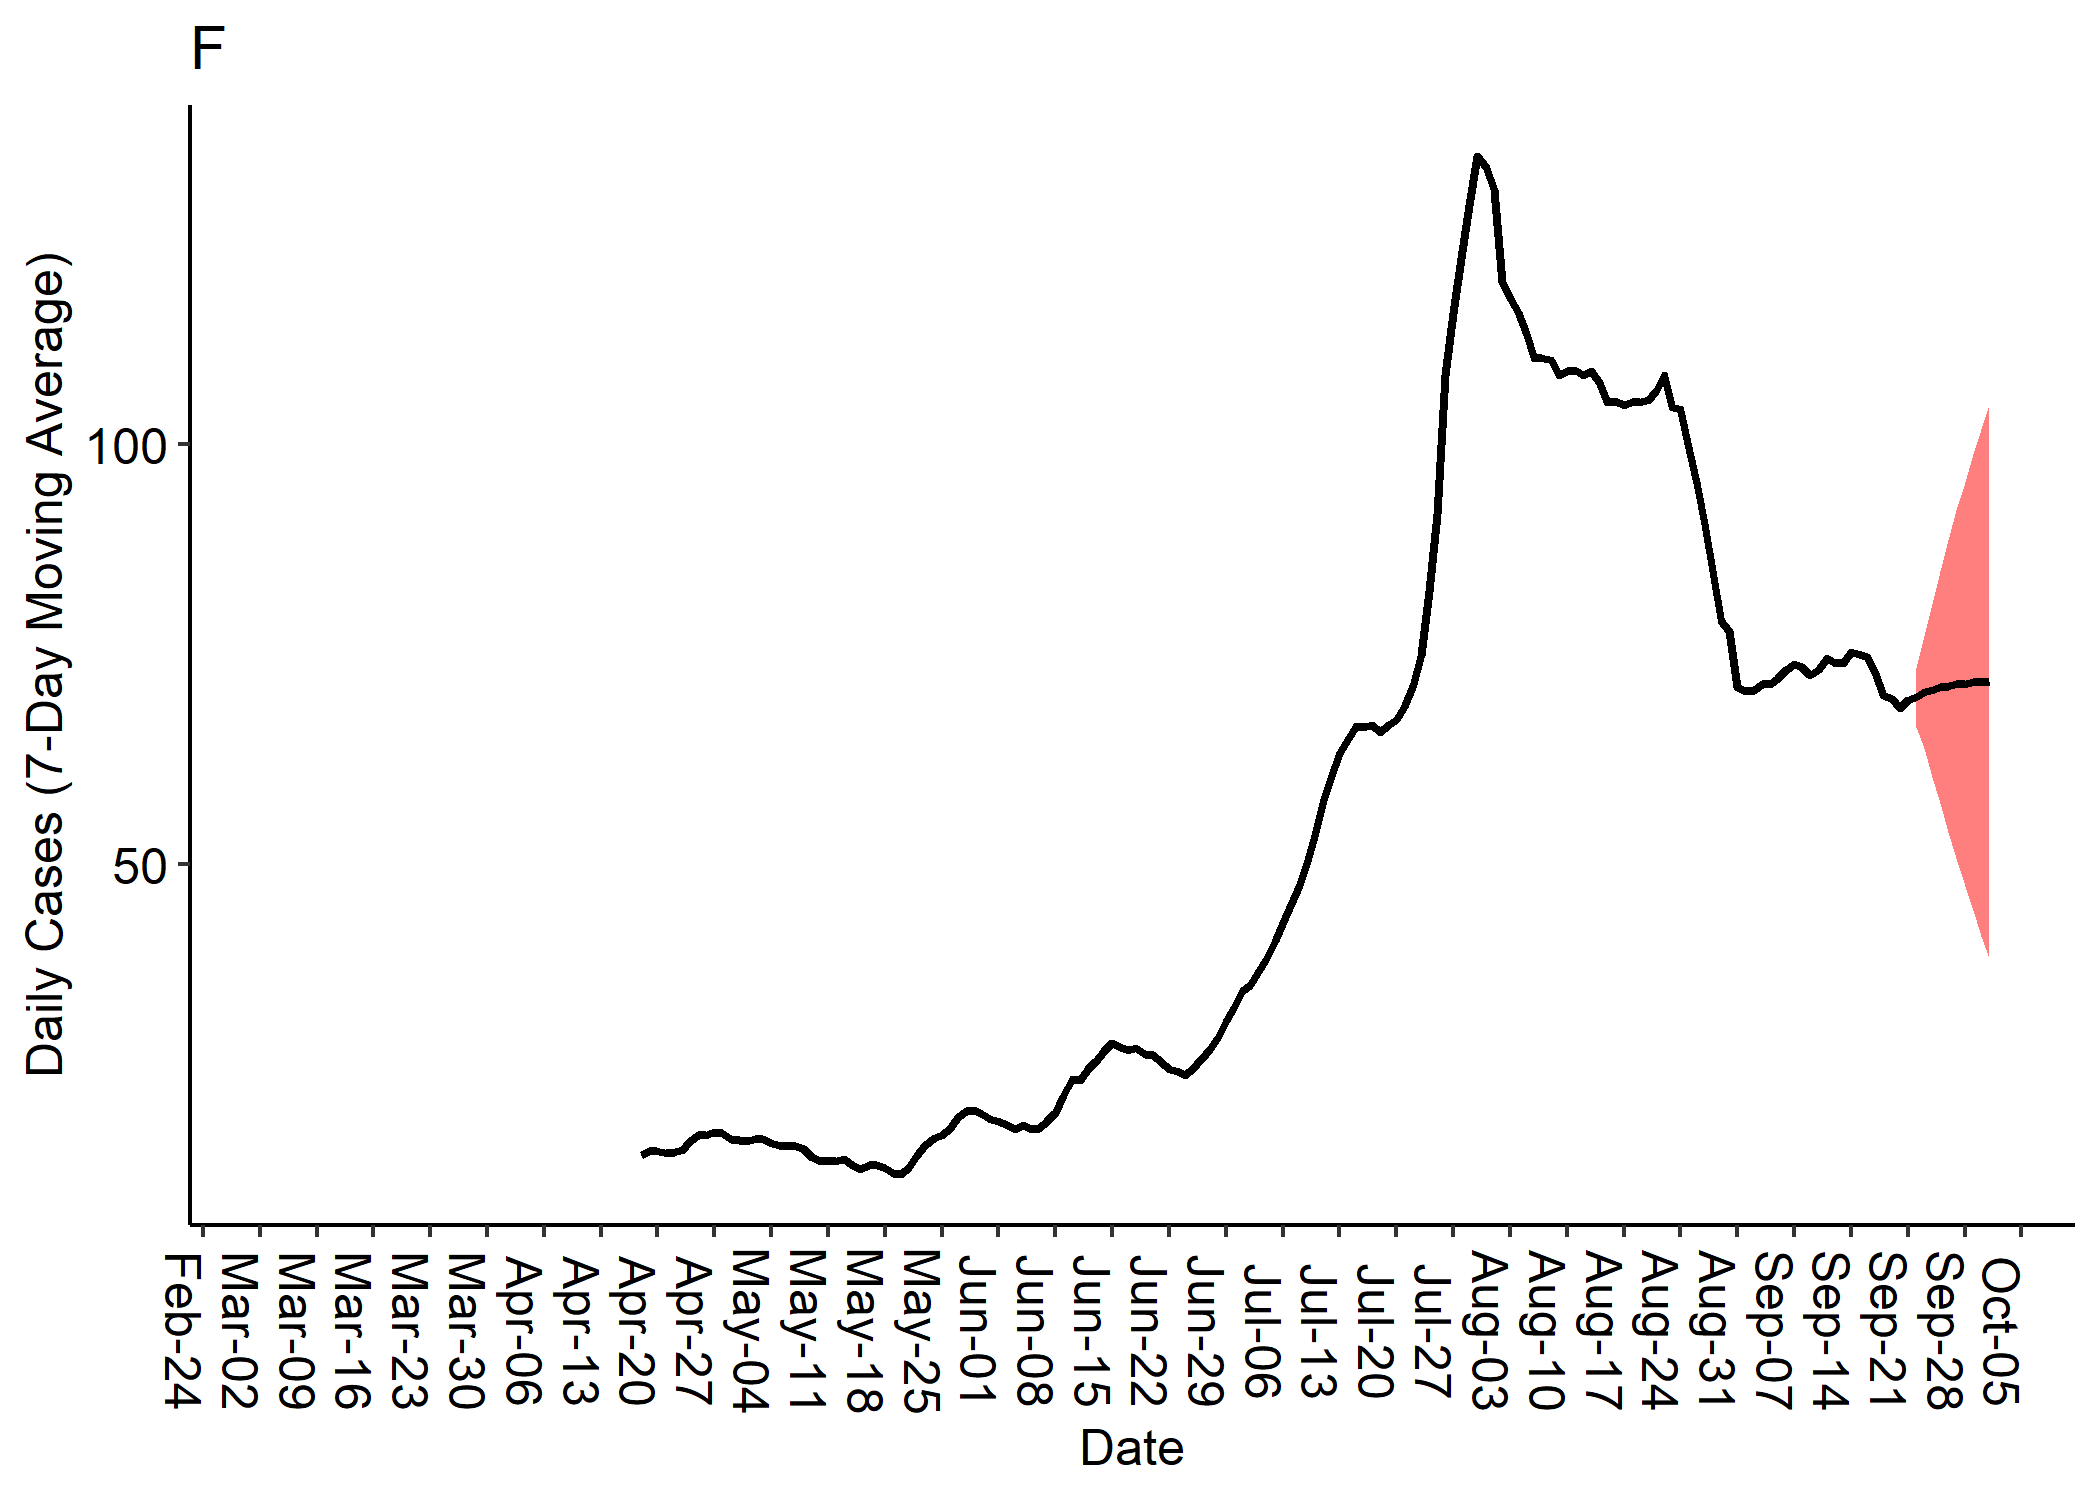 F
Daily Cases (7-Day Moving Average)
100
50
Feb-24
Mar-02
Mar-09
Mar-16
Mar-23
Mar-30
Apr-06
Apr-13
Apr-20
Apr-27
May-04
May-11
May-18
May-25
Jun-01
Jun-08
Jun-15
Jun-22
Jun-29
Jul-06
Jul-13
Jul-20
Jul-27
Aug-03
Aug-10
Aug-17
Aug-24
Aug-31
Sep-07
Sep-14
Sep-21
Sep-28
Oct-05
Date